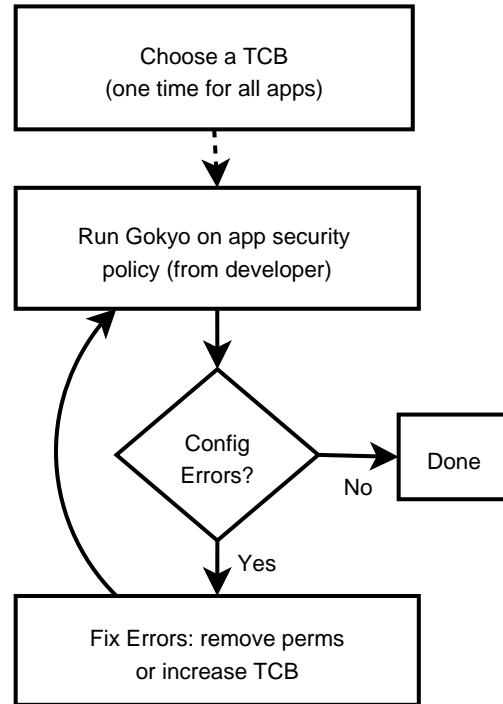 Choose a TCB
(one time for all apps)
Run Gokyo on app security
policy (from developer)
Config
Errors?
No
Done
Yes
Fix Errors: remove perms
or increase TCB